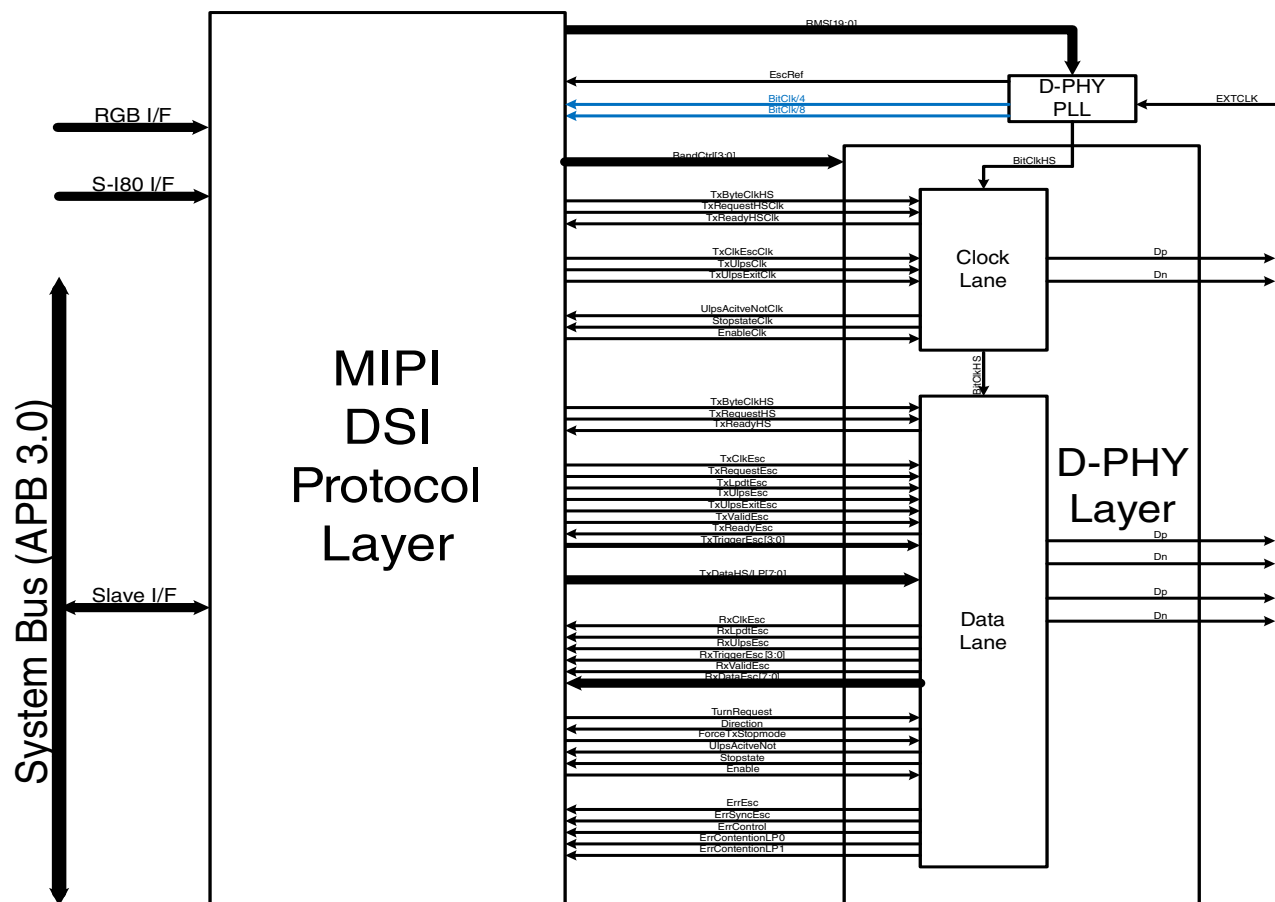 RMS[19:0]
EscRef
BitClk/4
BitClk/8
D-PHY
PLL
EXTCLK
RGB I/F
S-I80 I/F
BandCtrl[3:0]
BitClkHS
TxByteClkHS
TxRequestHSClk
TxReadyHSClk
TxClkEscClk
TxUlpsClk
TxUlpsExitClk
UlpsAcitveNotClk
StopstateClk
EnableClk
Clock
Lane
Dp
Dn
BitClkHS
MIPI
DSI
Protocol
Layer
System Bus (APB 3.0)
Slave I/F
TxByteClkHS
TxRequestHS
TxReadyHS
TxClkEsc
TxRequestEsc
TxLpdtEsc
TxUlpsEsc
TxUlpsExitEsc
TxValidEsc
TxReadyEsc
TxTriggerEsc[3:0]
TxDataHS/LP[7:0]
D-PHY
Layer
Dp
Dn
Dp
Dn
Data
Lane
RxClkEsc
RxLpdtEsc
RxUlpsEsc
RxTriggerEsc[3:0]
RxValidEsc
RxDataEsc[7:0]
TurnRequest
Direction
ForceTxStopmode
UlpsAcitveNot
Stopstate
Enable
ErrEsc
ErrSyncEsc
ErrControl
ErrContentionLP0
ErrContentionLP1